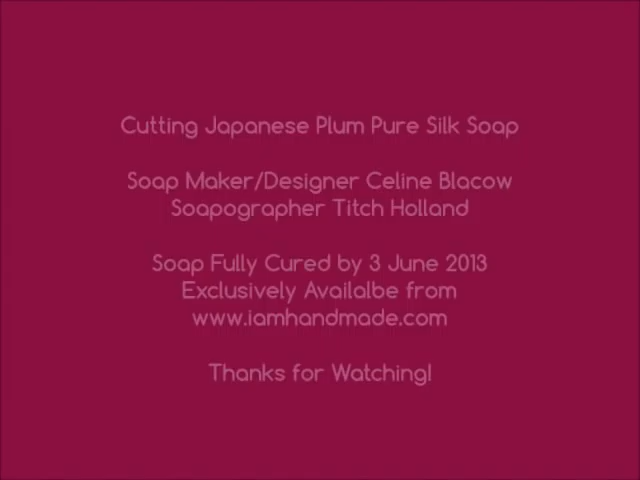 Cutting Japanese Plum Pure Silk Soap
Soap Maker/Designer Celine Blacow
Soapographer Titch Holland
Soap Fully Cured by 3 June 2013
Exclusively Availalbe from
www.iamhandmade.com
Thanks for Watching!